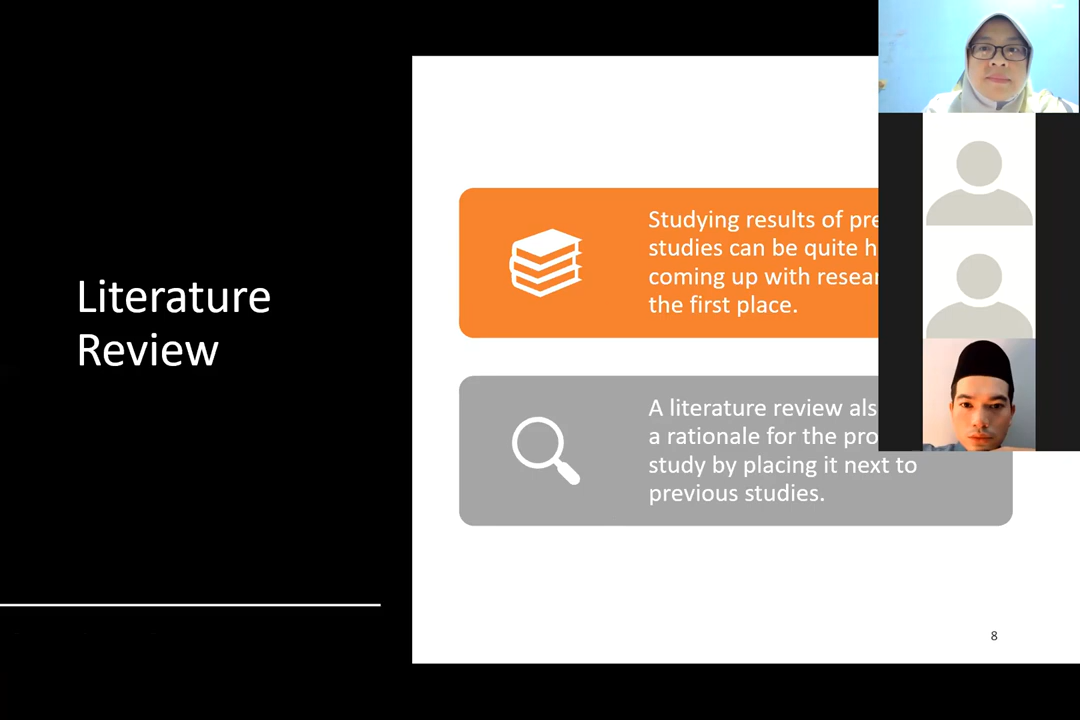 Literature
Review
Studying results of pre
studies can be quite h
coming up with resear
the first place.
A literature review als
a rationale for the pro
study by placing it next to
previous studies.
8